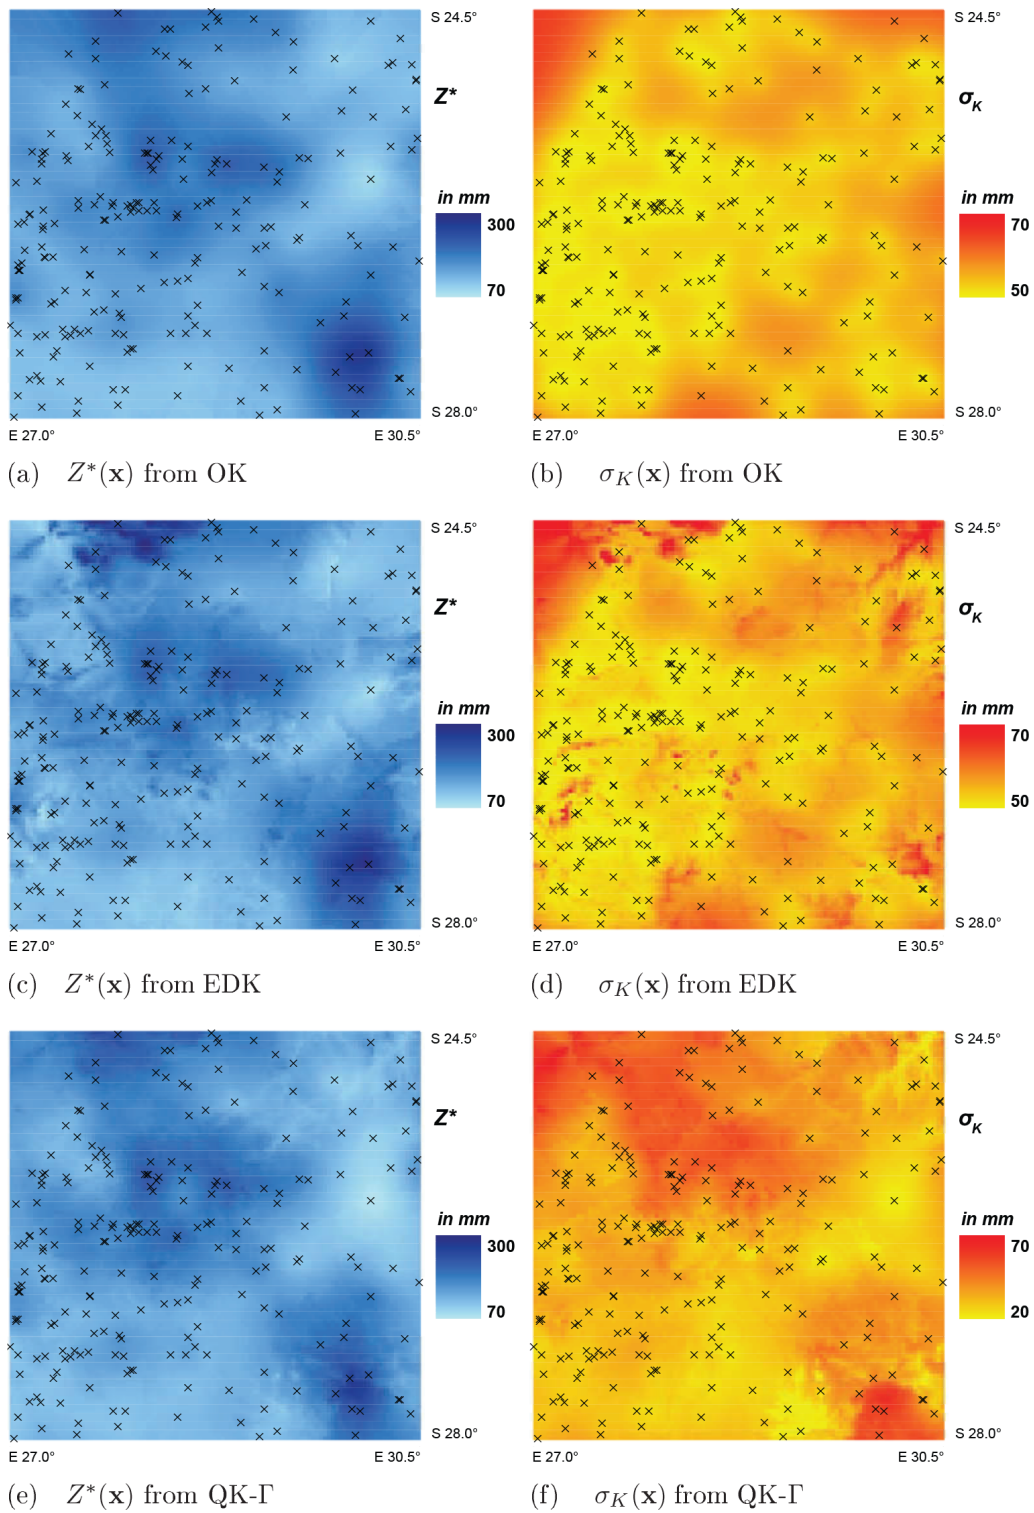 S 24.5°
Z*
in mm
300
70
S 28.0°
E 27.0° E 30.5°
(a) Z*(x) from OK
S 24.5°
σK
in mm
70
50
S 28.0°
E 27.0° E 30.5°
(b) σK(x) from OK
S 24.5°
Z*
in mm
300
70
S 28.0°
E 27.0° E 30.5°
(c) Z*(x) from EDK
S 24.5°
σK
in mm
70
50
S 28.0°
E 27.0° E 30.5°
(d) σK(x) from EDK
S 24.5°
Z*
in mm
300
70
S 28.0°
E 27.0° E 30.5°
(e) Z*(x) from QK-Γ
S 24.5°
σK
in mm
70
20
S 28.0°
E 27.0° E 30.5°
(f) σK(x) from QK-Γ